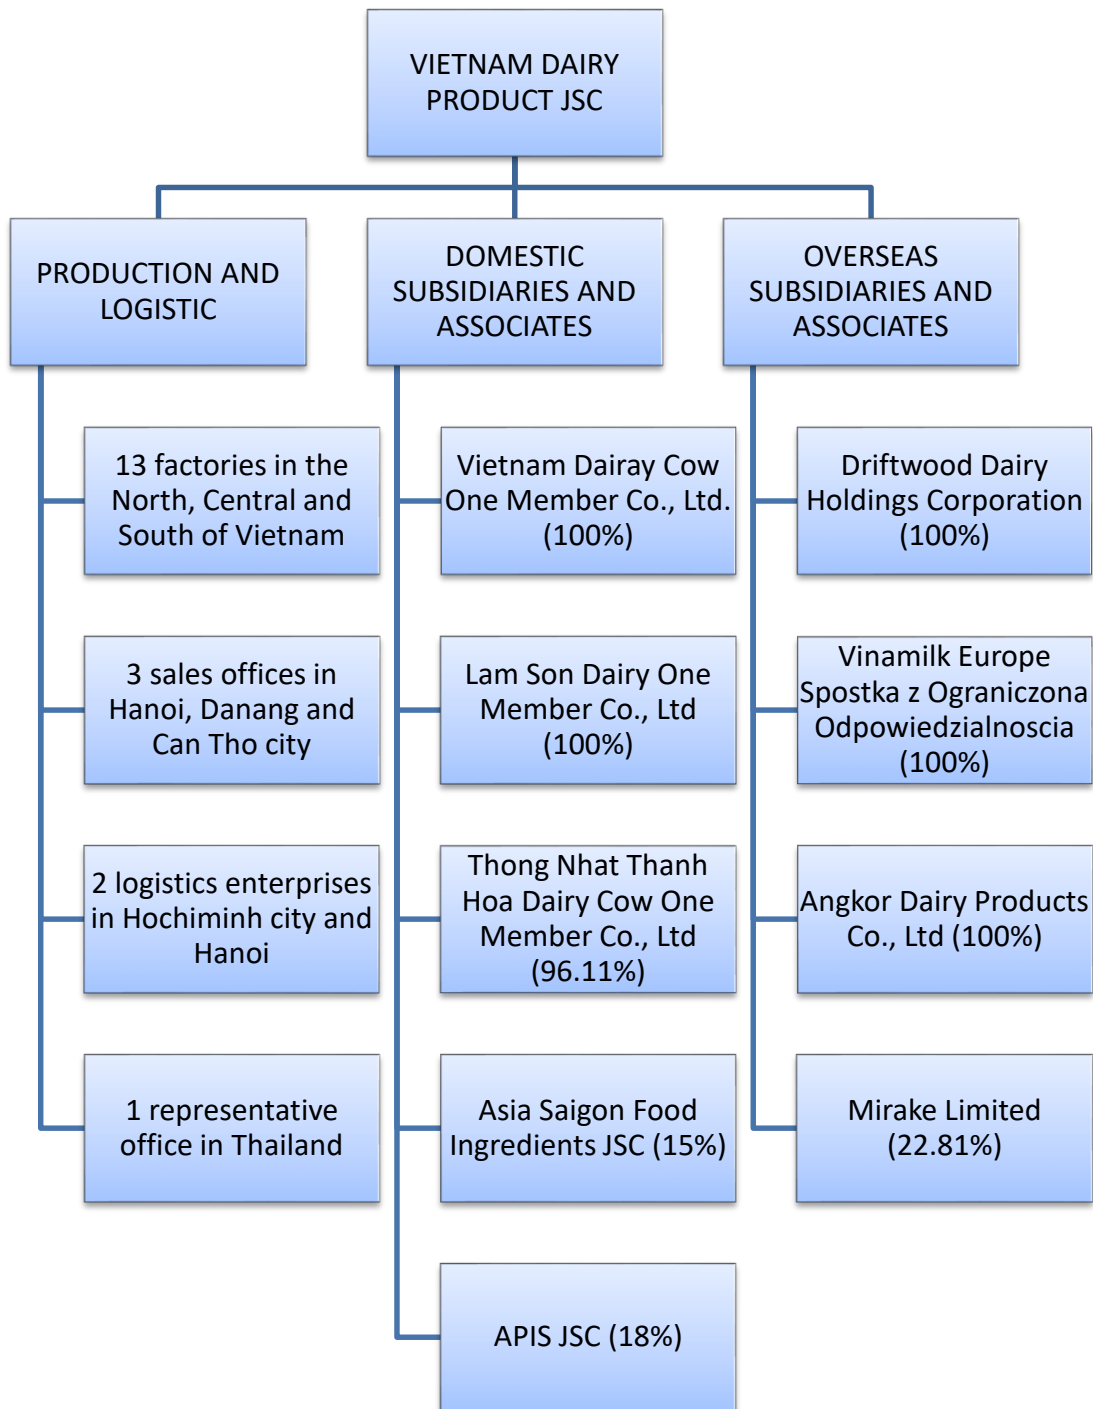 VIETNAM DAIRY
PRODUCT JSC
PRODUCTION AND
LOGISTIC
13 factories in the
North, Central and
South of Vietnam
3 sales offices in
Hanoi, Danang and
Can Tho city
2 logistics enterprises
in Hochiminh city and
Hanoi
1 representative
office in Thailand
DOMESTIC
SUBSIDIARIES AND
ASSOCIATES
Vietnam Dairay Cow
One Member Co., Ltd.
(100%)
Lam Son Dairy One
Member Co., Ltd
(100%)
Thong Nhat Thanh
Hoa Dairy Cow One
Member Co., Ltd
(96.11%)
Asia Saigon Food
Ingredients JSC (15%)
APIS JSC (18%)
OVERSEAS
SUBSIDIARIES AND
ASSOCIATES
Driftwood Dairy
Holdings Corporation
(100%)
Vinamilk Europe
Spostka z Ograniczona
Odpowiedzialnoscia
(100%)
Angkor Dairy Products
Co., Ltd (100%)
Mirake Limited
(22.81%)